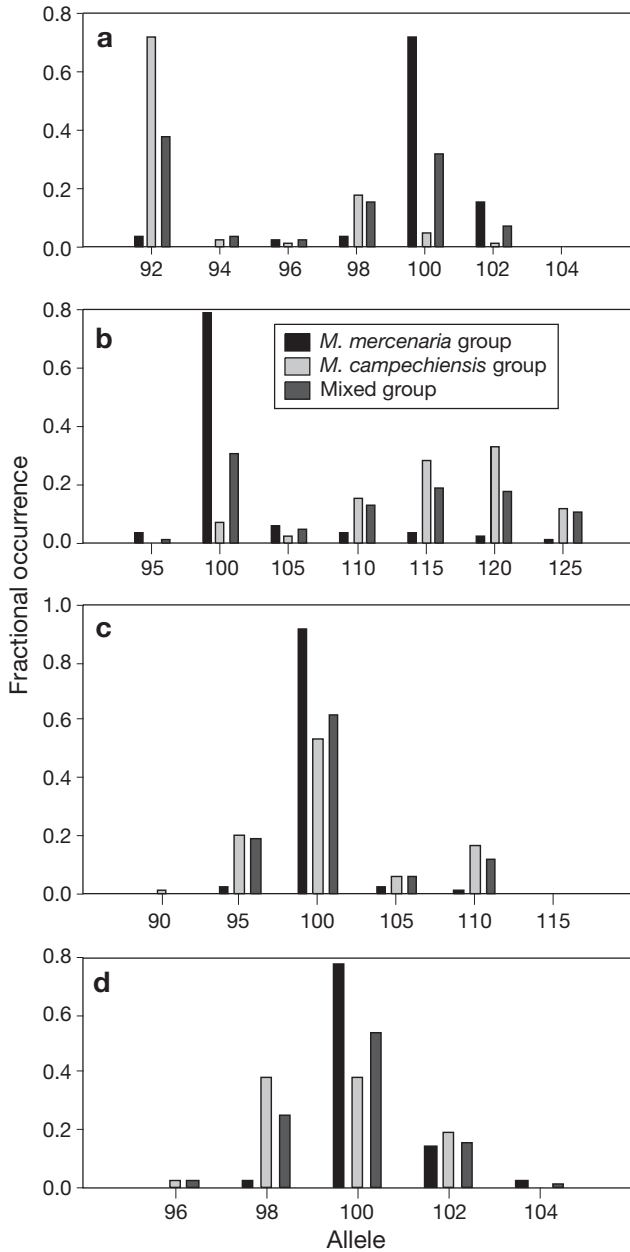 a
0.8
0.6
0.4
0.2
0.0
92 94 96 98 100 102 104
b
0.8
0.6
0.4
0.2
0.0
M. mercenaria group
M. campechiensis group
Mixed group
95 100 105 110 115 120 125
Fractional occurrence
c
1.0
0.8
0.6
0.4
0.2
0.0
90 95 100 105 110 115
d
0.8
0.6
0.4
0.2
0.0
96 98 100 102 104
Allele